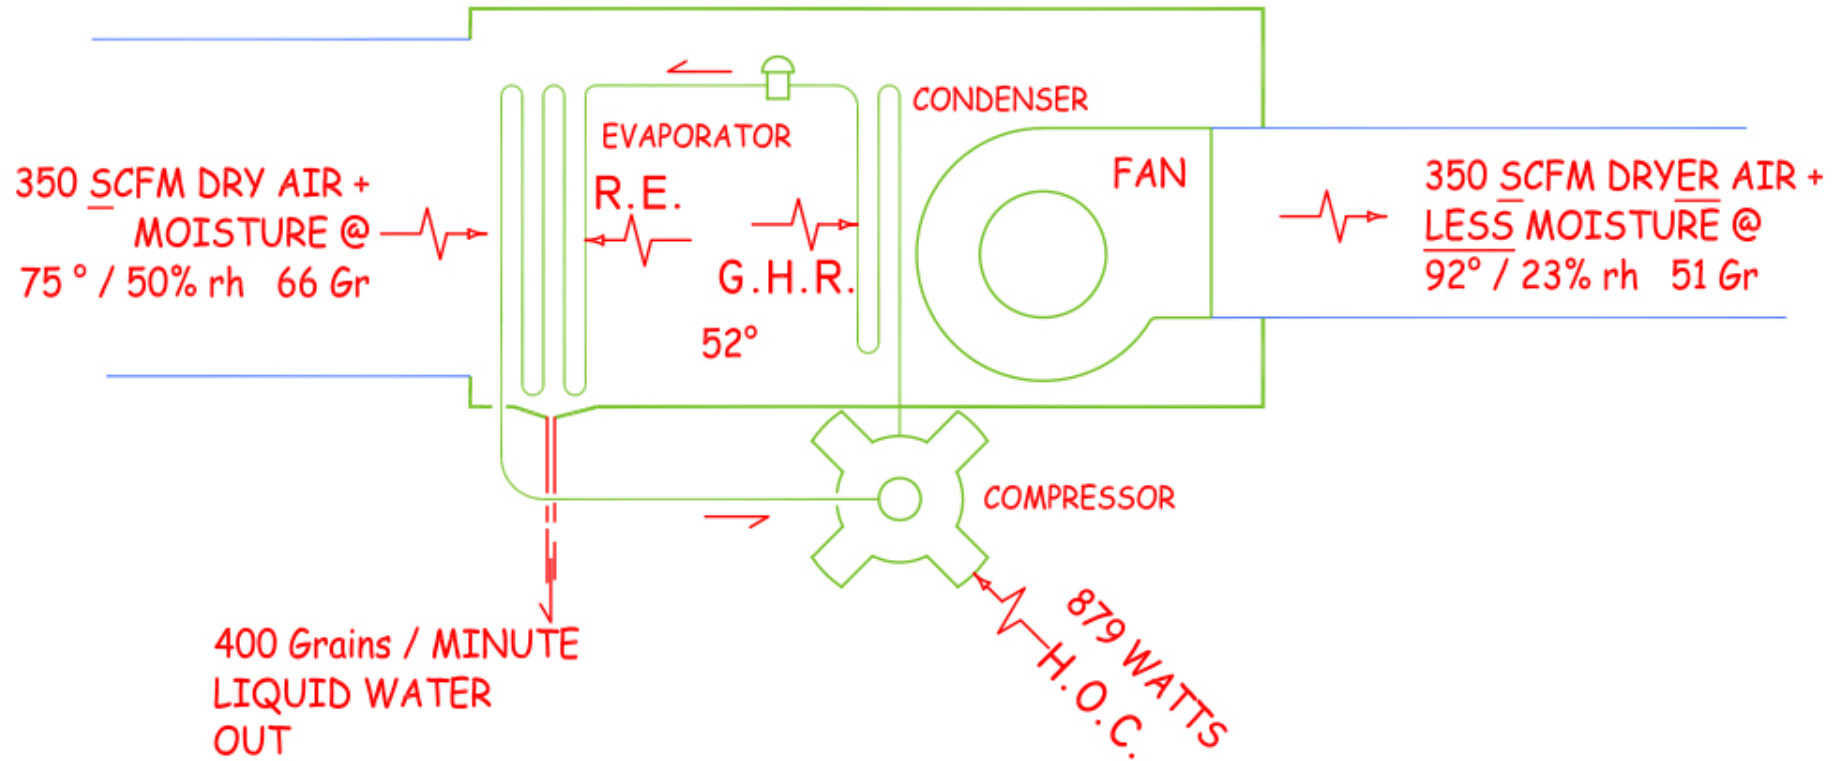 CONDENSER
EVAPORATOR
FAN
350 SCFM DRY AIR +
MOISTURE @
75 ° / 50% rh 66 Gr
R.E.
G.H.R.
52°
350 SCFM DRYER AIR +
LESS MOISTURE @
92° / 23% rh 51 Gr
COMPRESSOR
879 WATTS
H.O.C.
400 Grains / MINUTE
LIQUID WATER
OUT